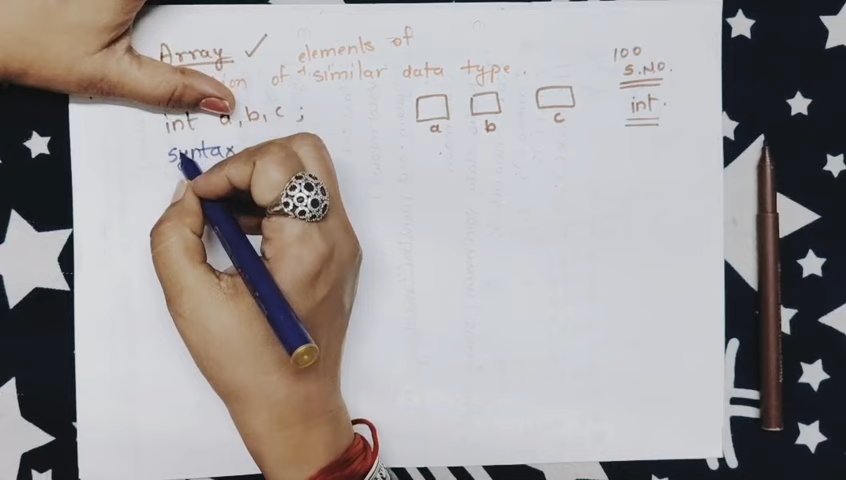 Array ✓
elements of
of similar data type.
int a, b, c ;
syntax
a
b
c
100
S.NO.
int.